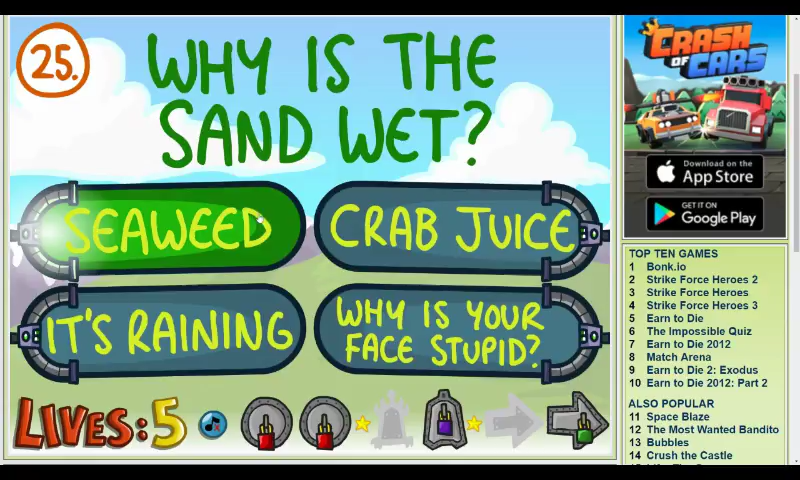 25.
WHY IS THE
SAND WET?
SEAWEED
CRAB JUICE
IT'S RAINING
WHY IS YOUR
FACE STUPID?
LIVES:5
CRASH
OF
CARS
Download on the
App Store
GET IT ON
Google Play
TOP TEN GAMES
1 Bonk.io
2 Strike Force Heroes 2
3 Strike Force Heroes
4 Strike Force Heroes 3
5 Earn to Die
6 The Impossible Quiz
7 Earn to Die 2012
8 Match Arena
9 Earn to Die 2: Exodus
10 Earn to Die 2012: Part 2
ALSO POPULAR
11 Space Blaze
12 The Most Wanted Bandito
13 Bubbles
14 Crush the Castle